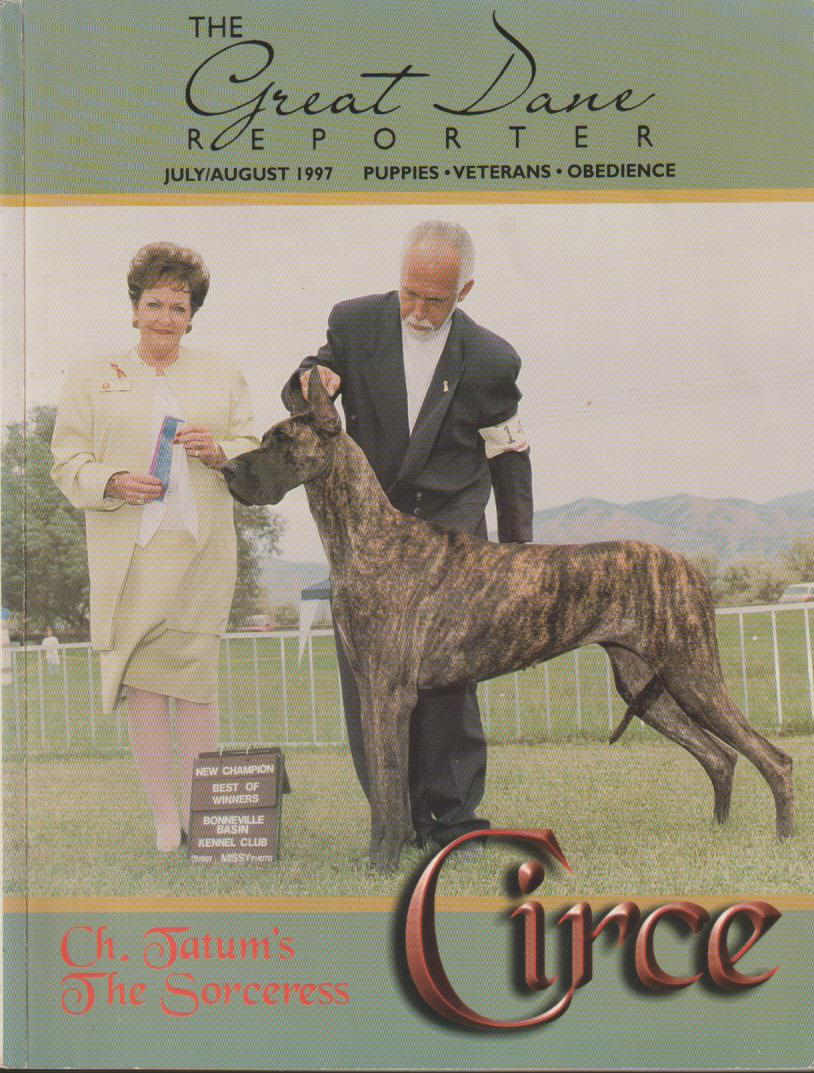 THE
Great Dane
REPORTER
JULY/AUGUST 1997 PUPPIES • VETERANS • OBEDIENCE
NEW CHAMPION
BEST OF
WINNERS
BONNEVILLE
BASIN
KENNEL CLUB
MISSY PHOTO
Circe
Ch. Tatum's
The Sorceress